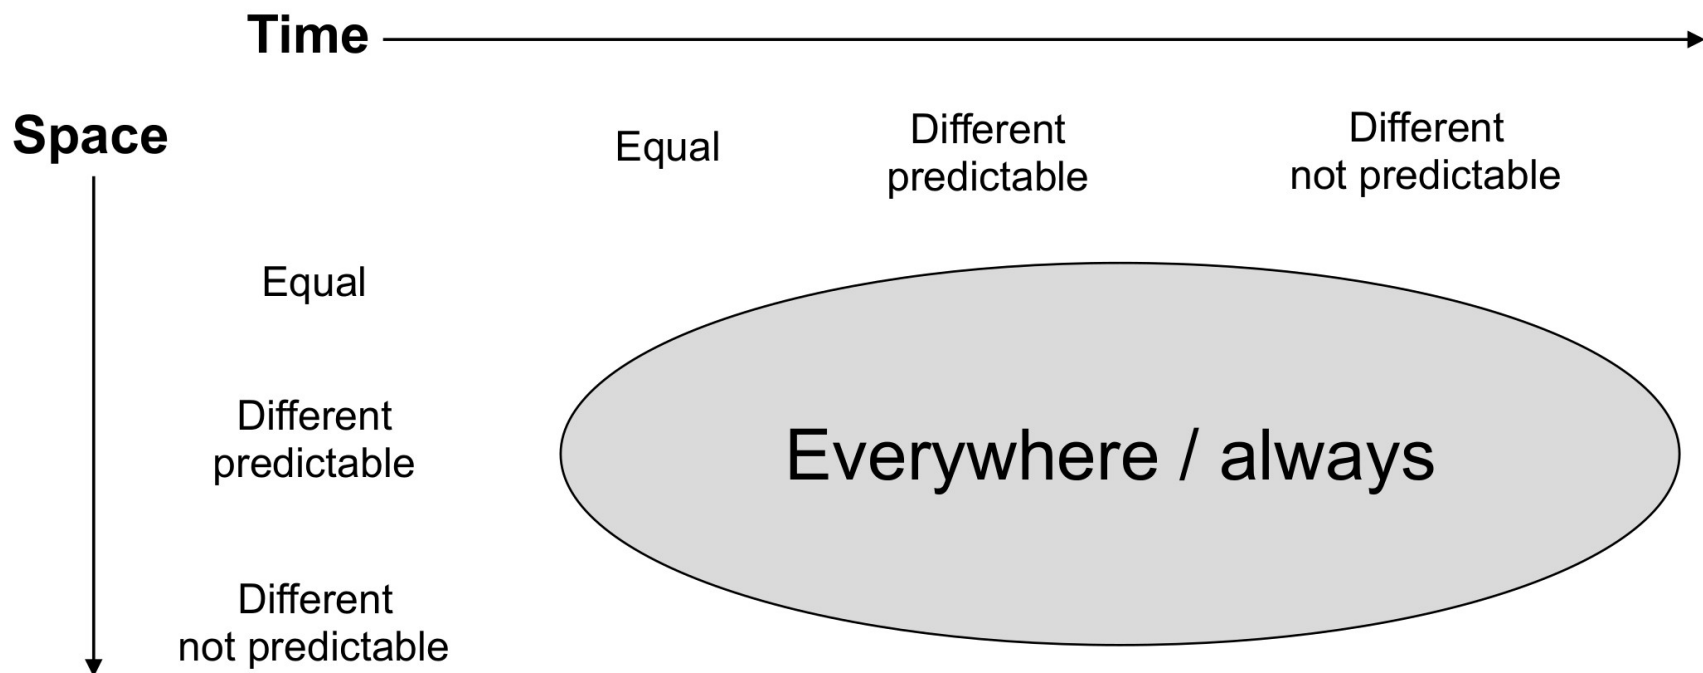 Time
Space
Equal
Different
predictable
Different
not predictable
Equal
Different
predictable
Everywhere / always
Different
not predictable